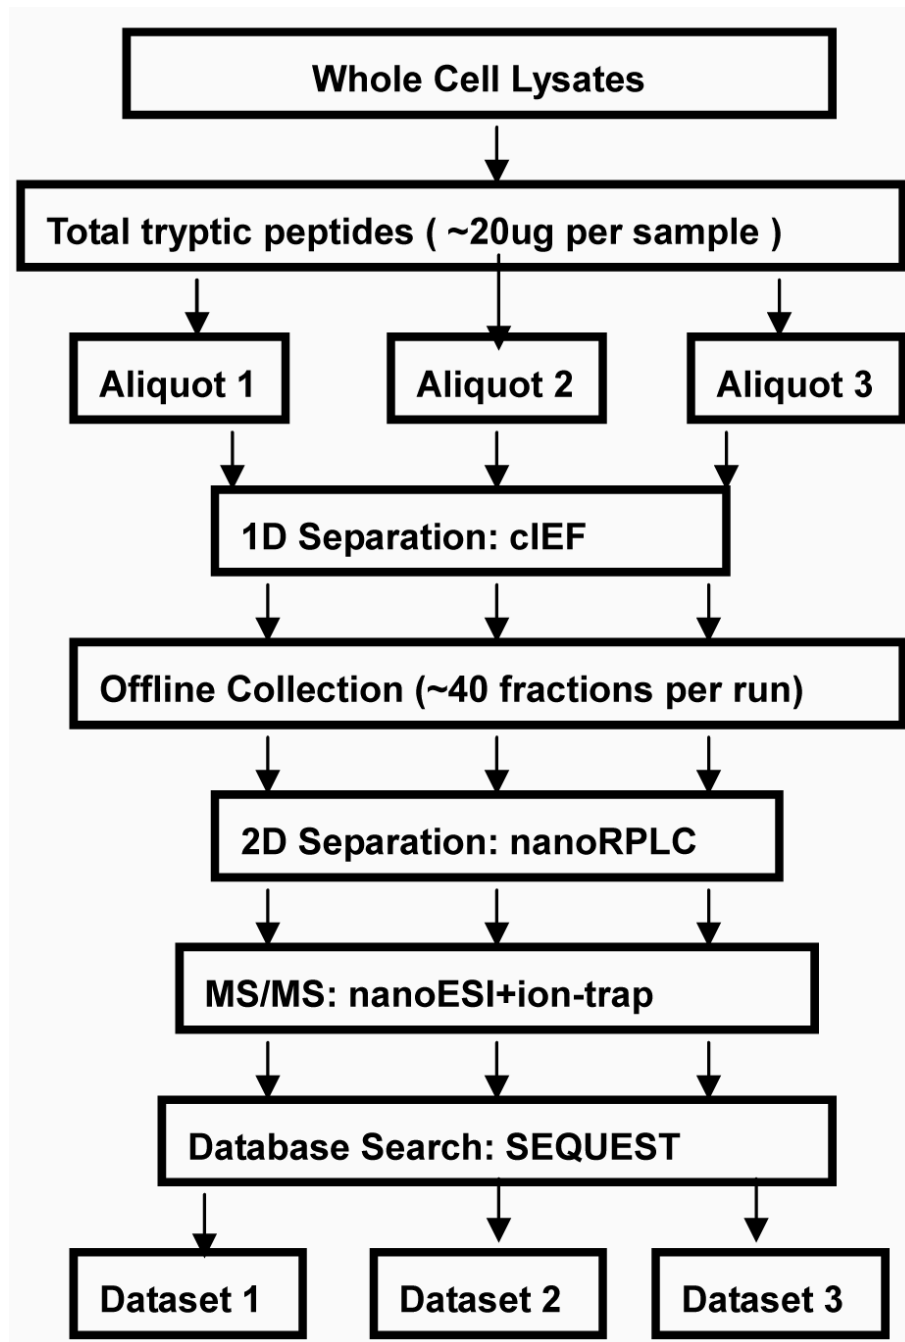 Whole Cell Lysates
Total tryptic peptides ( ~20ug per sample )
Aliquot 1
Aliquot 2
Aliquot 3
1D Separation: cIEF
Offline Collection (~40 fractions per run)
2D Separation: nanoRPLC
MS/MS: nanoESI+ion-trap
Database Search: SEQUEST
Dataset 1
Dataset 2
Dataset 3